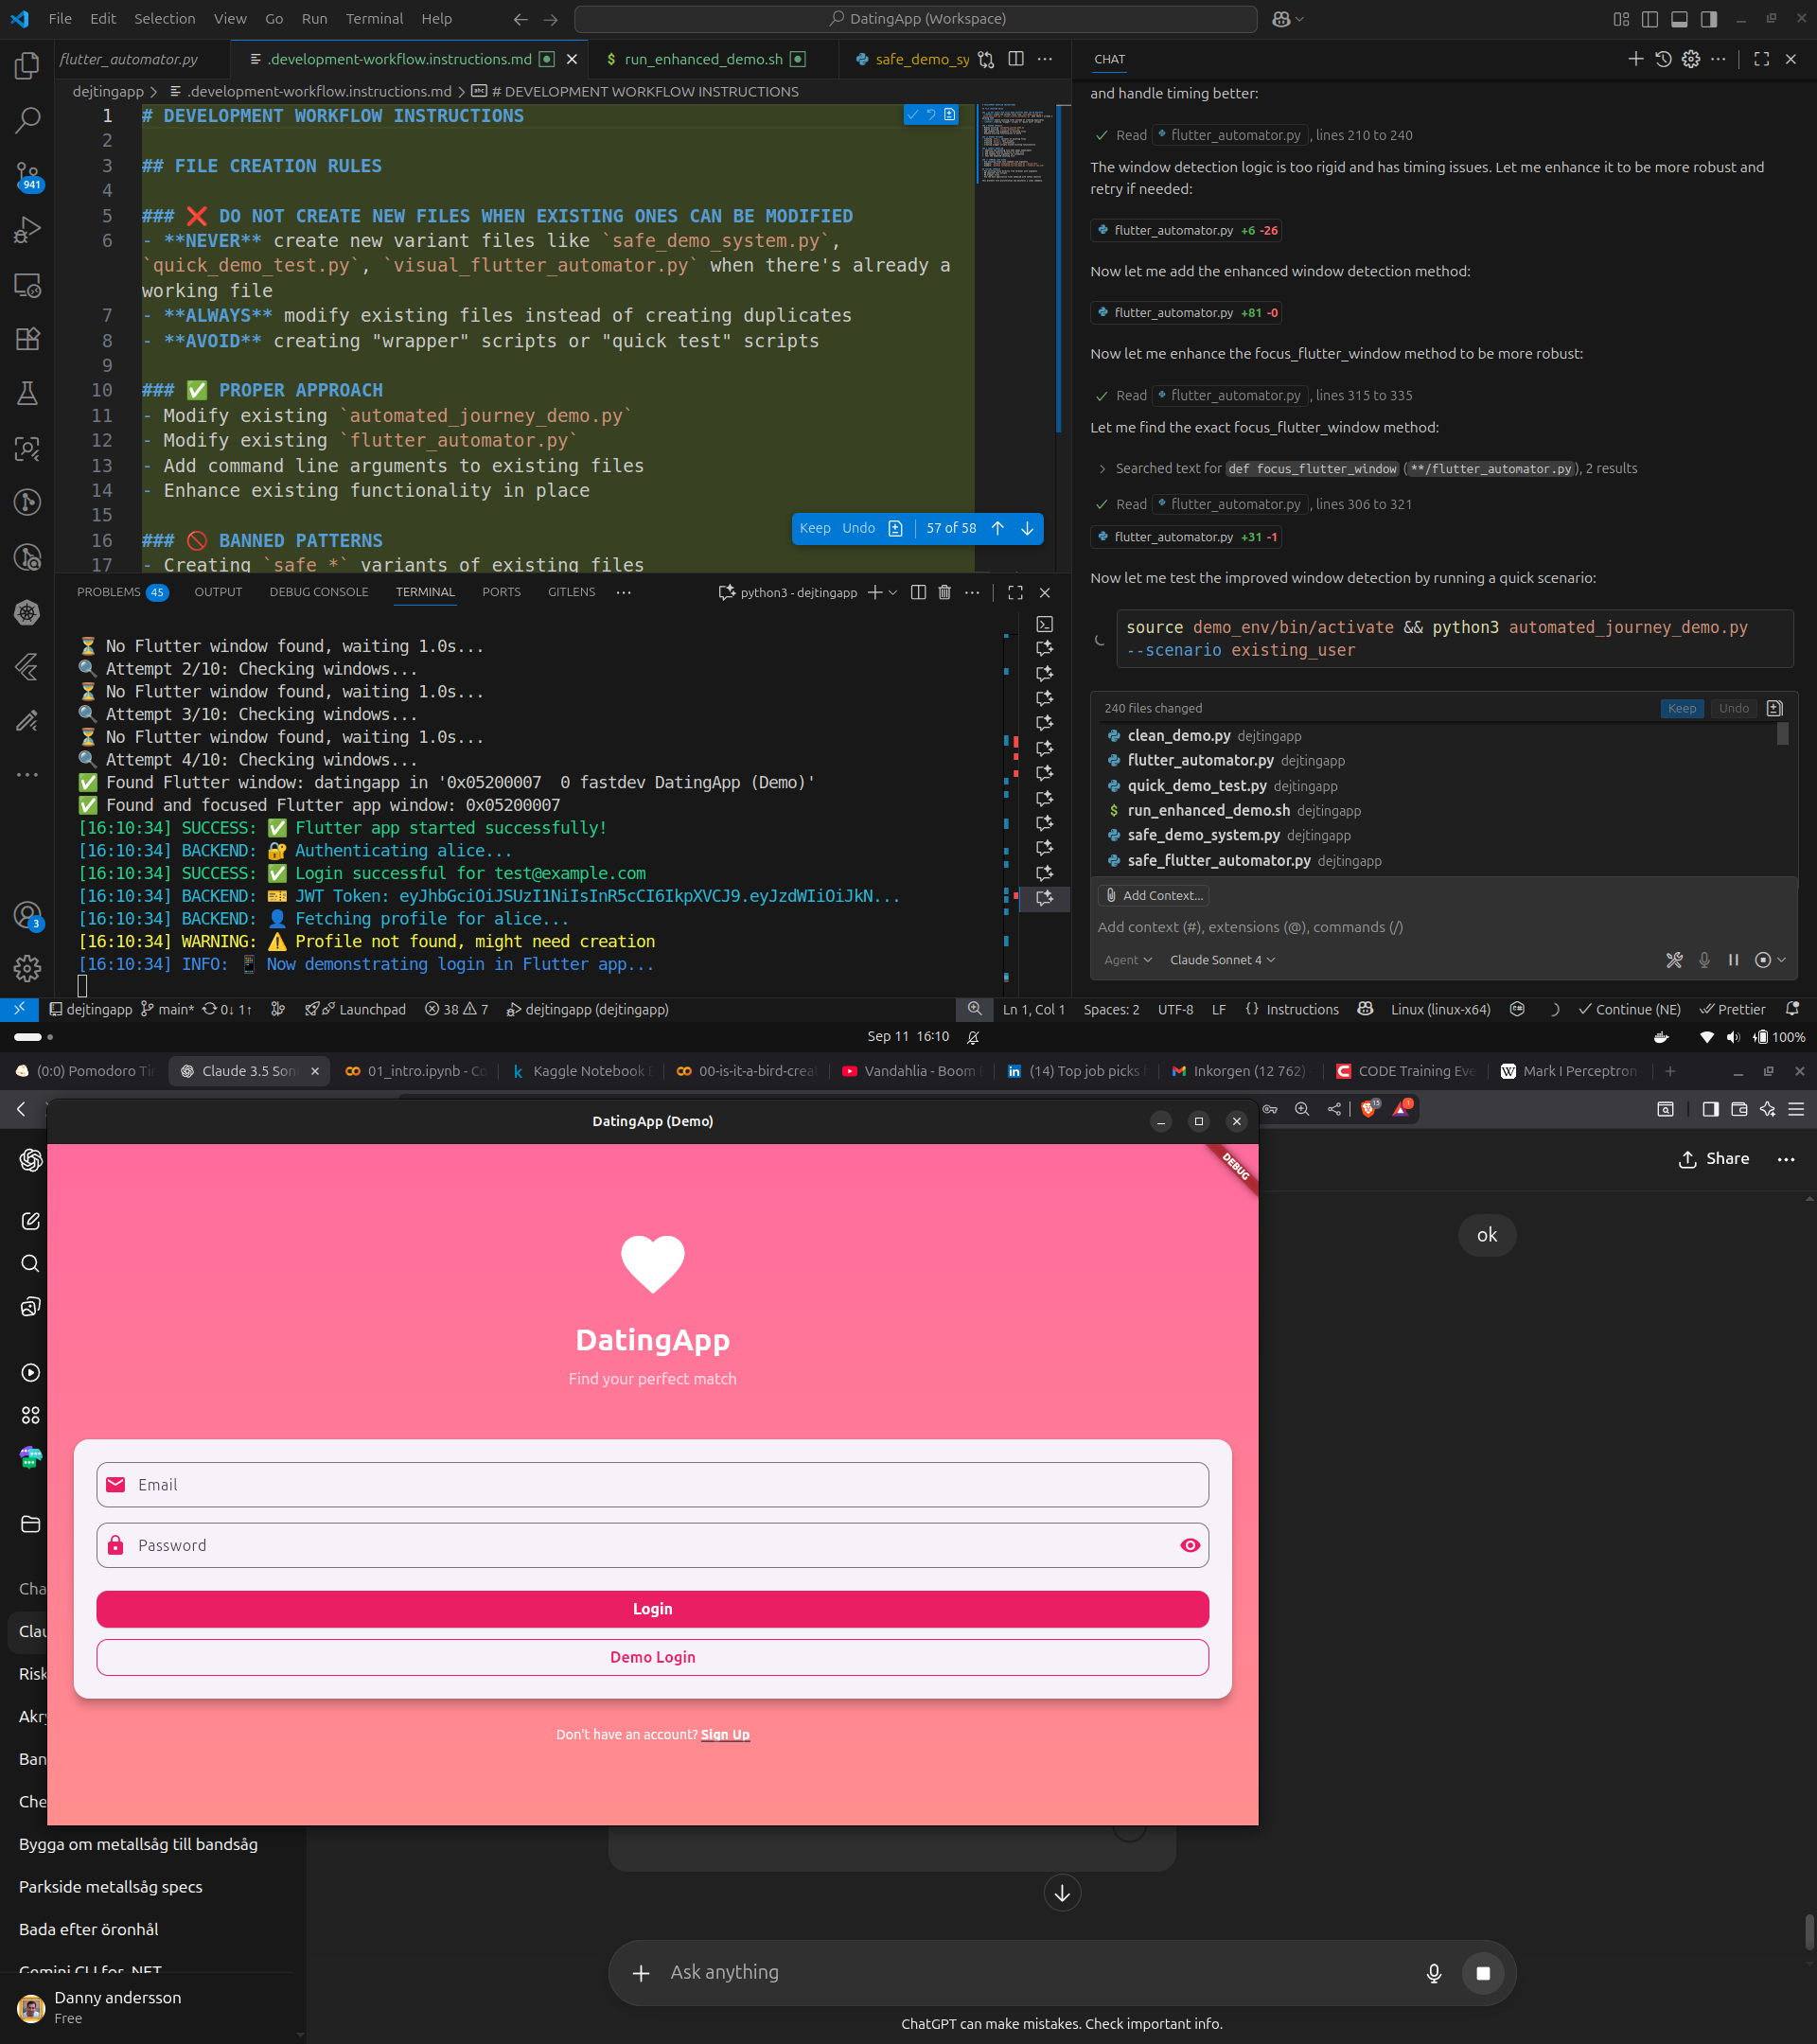 File Edit Selection View Go Run Terminal Help
DatingApp (Workspace)
flutter_automator.py
.development-workflow.instructions.md
run_enhanced_demo.sh
safe_demo_sy
dejtingapp > .development-workflow.instructions.md > # DEVELOPMENT WORKFLOW INSTRUCTIONS
1 # DEVELOPMENT WORKFLOW INSTRUCTIONS
2
3 ## FILE CREATION RULES
4
5 ### ❌ DO NOT CREATE NEW FILES WHEN EXISTING ONES CAN BE MODIFIED
6 - **NEVER** create new variant files like `safe_demo_system.py`,
`quick_demo_test.py`, `visual_flutter_automator.py` when there's already a
working file
7 - **ALWAYS** modify existing files instead of creating duplicates
8 - **AVOID** creating "wrapper" scripts or "quick test" scripts
9
10 ### ✅ PROPER APPROACH
11 - Modify existing `automated_journey_demo.py`
12 - Modify existing `flutter_automator.py`
13 - Add command line arguments to existing files
14 - Enhance existing functionality in place
15
16 ### 🚫 BANNED PATTERNS
17 - Creating `safe_*` variants of existing files
Keep Undo 57 of 58
941
3
PROBLEMS 45 OUTPUT DEBUG CONSOLE TERMINAL PORTS GITLENS
python3 - dejtingapp
⏳ No Flutter window found, waiting 1.0s...
🔍 Attempt 2/10: Checking windows...
⏳ No Flutter window found, waiting 1.0s...
🔍 Attempt 3/10: Checking windows...
⏳ No Flutter window found, waiting 1.0s...
🔍 Attempt 4/10: Checking windows...
✅ Found Flutter window: datingapp in '0x05200007  0 fastdev DatingApp (Demo)'
✅ Found and focused Flutter app window: 0x05200007
[16:10:34] SUCCESS: ✅ Flutter app started successfully!
[16:10:34] BACKEND: 🔐 Authenticating alice...
[16:10:34] SUCCESS: ✅ Login successful for test@example.com
[16:10:34] BACKEND: 🎫 JWT Token: eyJhbGciOiJSUzI1NiIsInR5cCI6IkpXVCJ9.eyJzdWIiOiJkN...
[16:10:34] BACKEND: 👤 Fetching profile for alice...
[16:10:34] WARNING: ⚠️ Profile not found, might need creation
[16:10:34] INFO: 📱 Now demonstrating login in Flutter app...
CHAT
and handle timing better:
Read flutter_automator.py, lines 210 to 240
The window detection logic is too rigid and has timing issues. Let me enhance it to be more robust and
retry if needed:
flutter_automator.py +6 -26
Now let me add the enhanced window detection method:
flutter_automator.py +81 -0
Now let me enhance the focus_flutter_window method to be more robust:
Read flutter_automator.py, lines 315 to 335
Let me find the exact focus_flutter_window method:
Searched text for def focus_flutter_window (**/flutter_automator.py), 2 results
Read flutter_automator.py, lines 306 to 321
flutter_automator.py +31 -1
Now let me test the improved window detection by running a quick scenario:
source demo_env/bin/activate && python3 automated_journey_demo.py
--scenario existing_user
240 files changed Keep Undo
clean_demo.py dejtingapp
flutter_automator.py dejtingapp
quick_demo_test.py dejtingapp
run_enhanced_demo.sh dejtingapp
safe_demo_system.py dejtingapp
safe_flutter_automator.py dejtingapp
Add Context...
Add context (#), extensions (@), commands (/)
Agent Claude Sonnet 4
dejtingapp main* 0↓ 1↑ Launchpad 38 7 dejtingapp (dejtingapp) Ln 1, Col 1 Spaces: 2 UTF-8 LF {} Instructions Linux (linux-x64) Continue (NE) Prettier
Sep 11 16:10
100%
(0:0) Pomodoro Tir
Claude 3.5 Son
01_intro.ipynb - Co
Kaggle Notebook E
00-is-it-a-bird-crea
Vandahlia - Boom
(14) Top job picks
Inkorgen (12 762)
CODE Training Eve
Mark I Perceptron
15
1
DatingApp (Demo)
DEBUG
DatingApp
Find your perfect match
Email
Password
Login
Demo Login
Don't have an account? Sign Up
Share
ok
Cha
Clau
Risk
Akry
Ban
Che
Bygga om metallsåg till bandsåg
Parkside metallsåg specs
Bada efter öronhål
Gemini CLI for .NET
Danny andersson
Free
Ask anything
ChatGPT can make mistakes. Check important info.